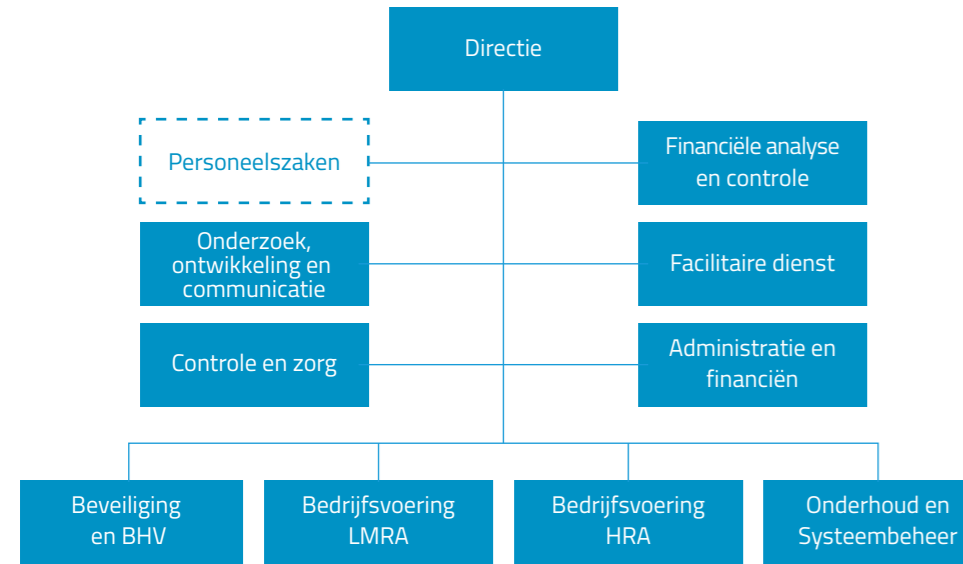 Directie
Personeelszaken
Financiële analyse
en controle
Onderzoek,
ontwikkeling en
communicatie
Facilitaire dienst
Controle en zorg
Administratie en
financiën
Beveiliging
en BHV
Bedrijfsvoering
LMRA
Bedrijfsvoering
HRA
Onderhoud en
Systeembeheer